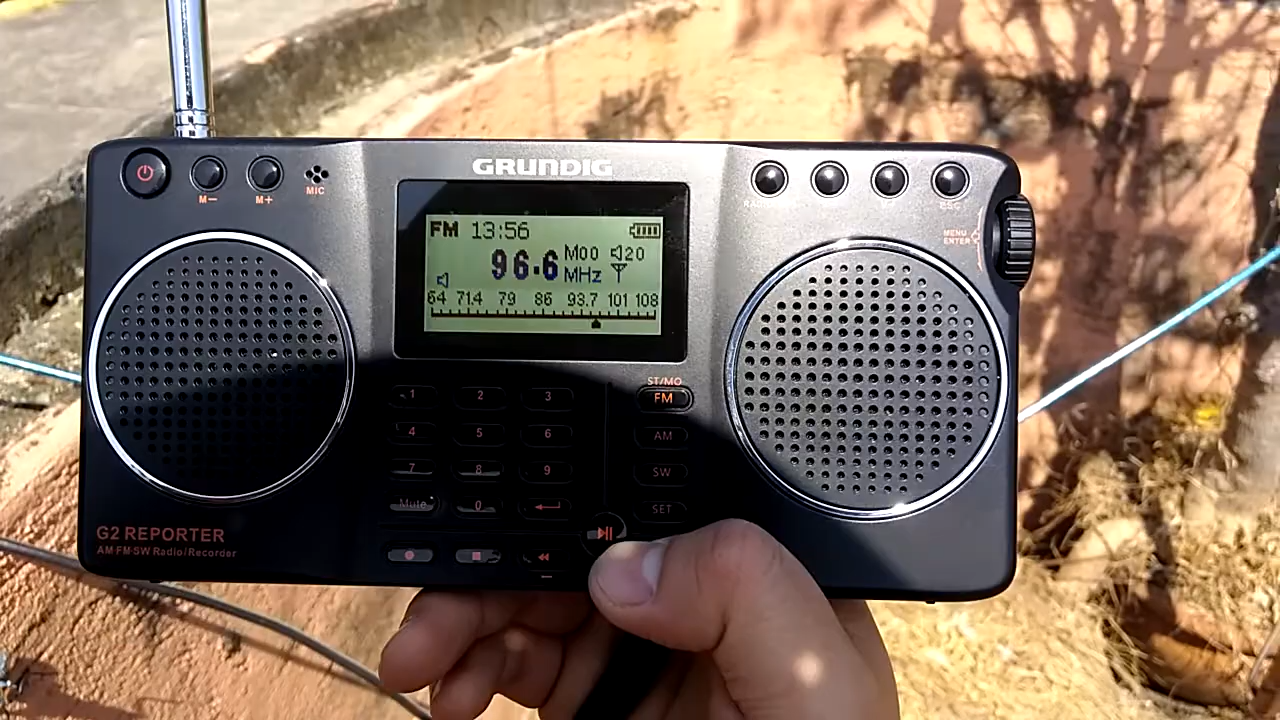 GRUNDIG
M-
M+
MIC
FM 13:56
96.6 M00 20
MHz
64 71.4 79 86 93.7 101 108
MENU
ENTER
ST/MO
1 2 3 FM
4 5 6 AM
7 8 9 SW
Mute 0 SET
G2 REPORTER
AM FM-SW Radio/Recorder